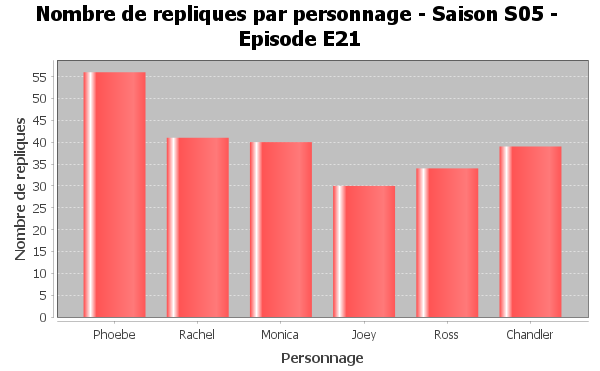 Nombre de repliques par personnage - Saison S05 -
Episode E21
Nombre de repliques
55
50
45
40
35
30
25
20
15
10
5
0
Phoebe Rachel Monica Joey Ross Chandler
Personnage